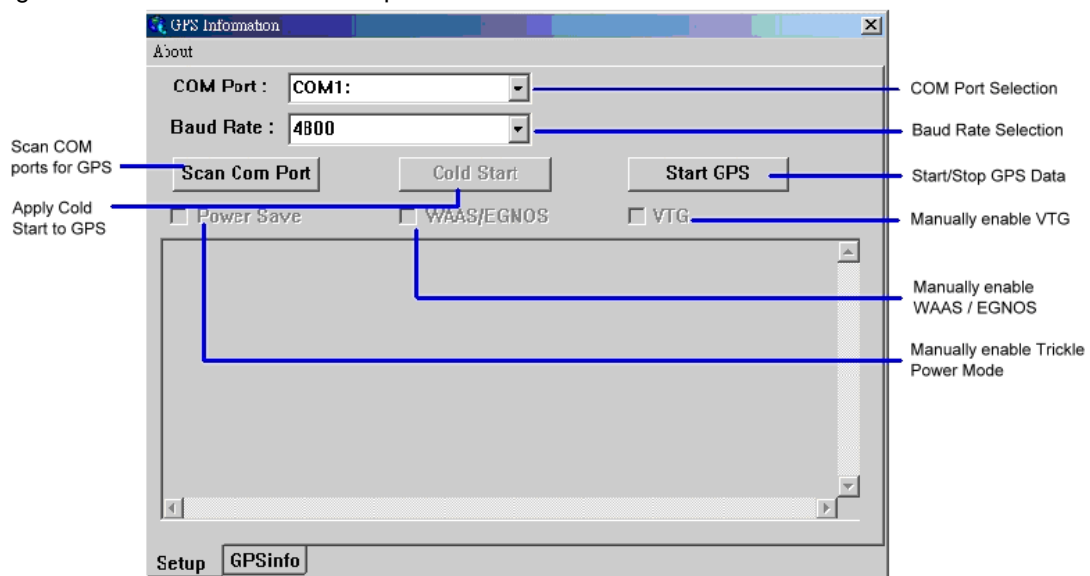 GPS Information
About
COM Port : COM1:
COM Port Selection
Baud Rate : 4800
Baud Rate Selection
Scan COM
ports for GPS
Scan Com Port
Cold Start
Start GPS
Start/Stop GPS Data
Apply Cold
Start to GPS
Power Save
WAAS/EGNOS
VTG
Manually enable VTG
Manually enable
WAAS / EGNOS
Manually enable Trickle
Power Mode
Setup
GPSinfo